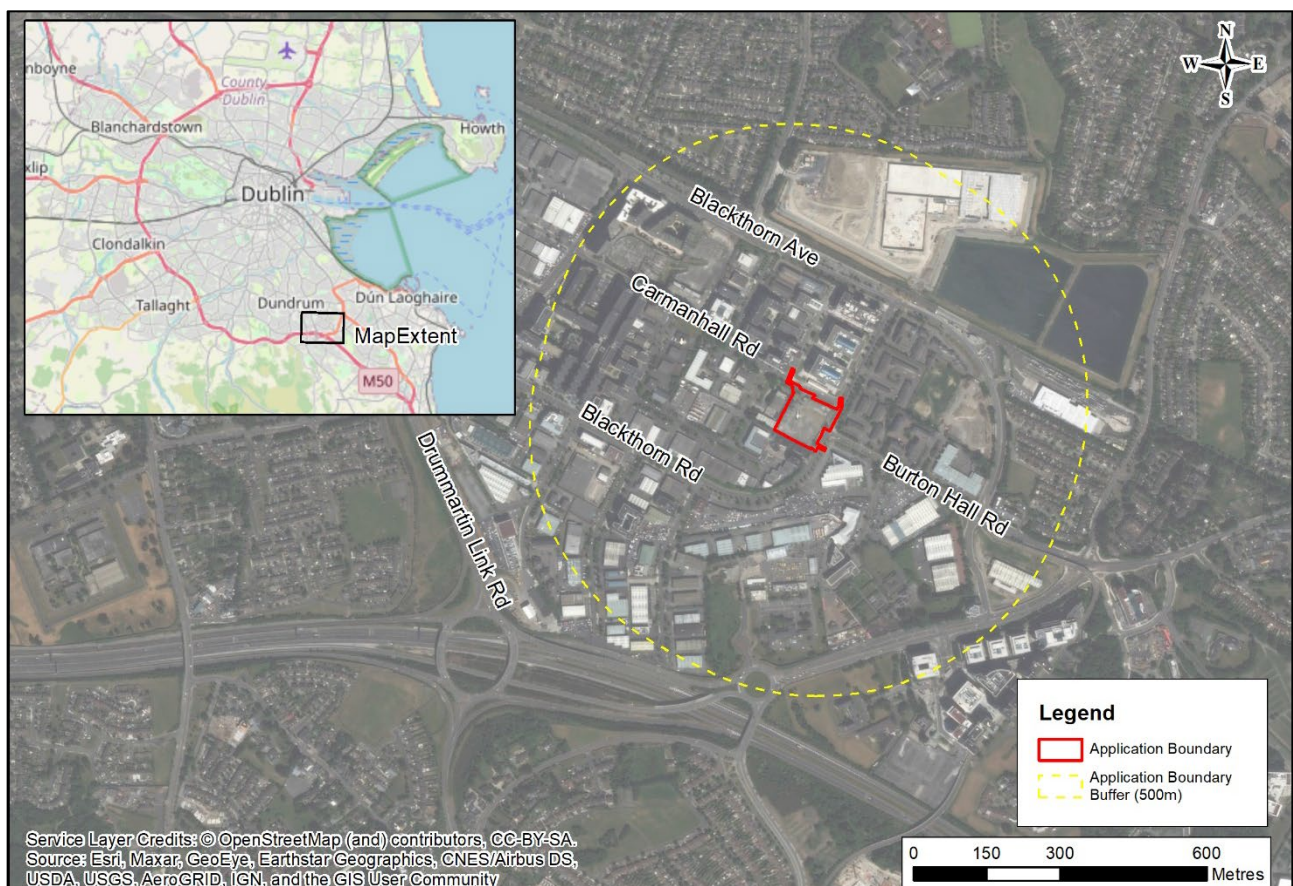 nboyne
County
Dublin
Blanchardstown
Howth
xlip
Dublin
Clondalkin
Tallaght
Dundrum
Dún Laoghaire
MapExtent
M50
N
W E
S
Blackthorn Ave
Carmanhall Rd
Blackthorn Rd
Burton Hall Rd
Drummartin Link Rd
Legend
Application Boundary
Application Boundary
Buffer (500m)
Service Layer Credits: © OpenStreetMap (and) contributors, CC-BY-SA.
Source: Esri, Maxar, GeoEye, Earthstar Geographics, CNES/Airbus DS,
USDA, USGS, AeroGRID, IGN, and the GIS User Community
0 150 300 600
Metres